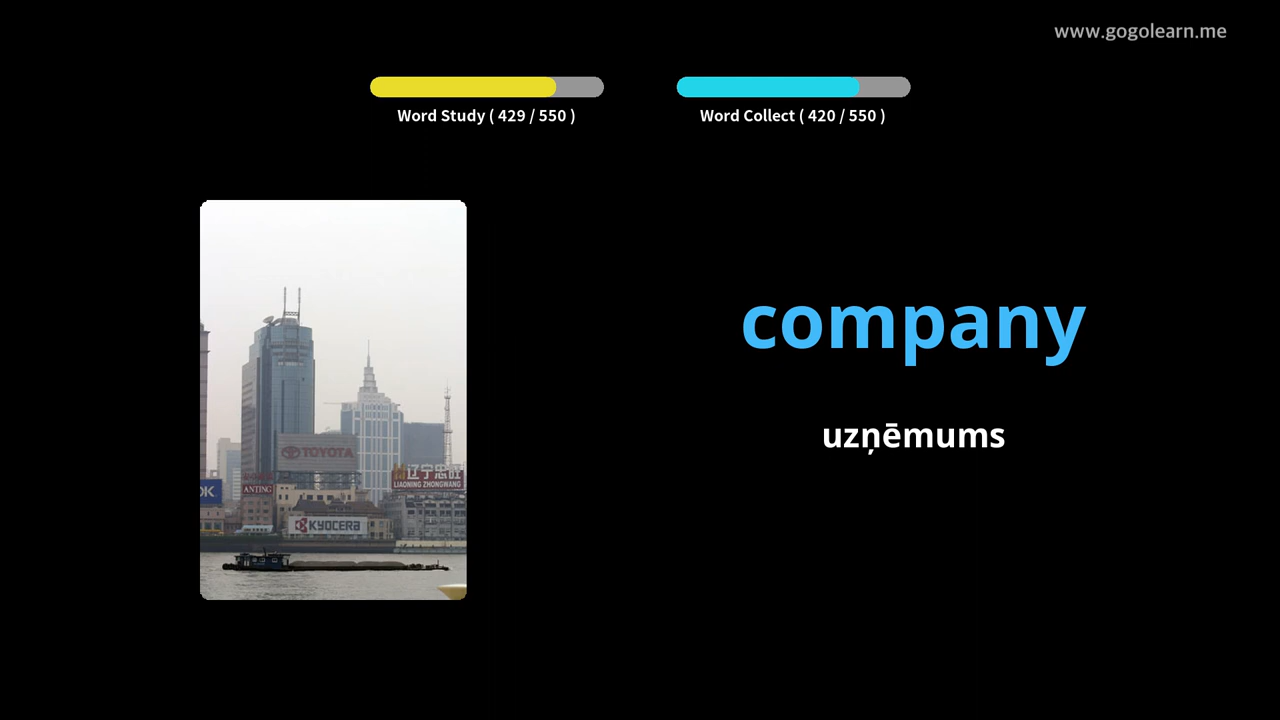 www.gogolearn.me
Word Study ( 429 / 550 )
Word Collect ( 420 / 550 )
company
uzņēmums
TOYOTA
辽宁忠旺
LIAONING ZHONGWANG
ANTING
KYOCERA